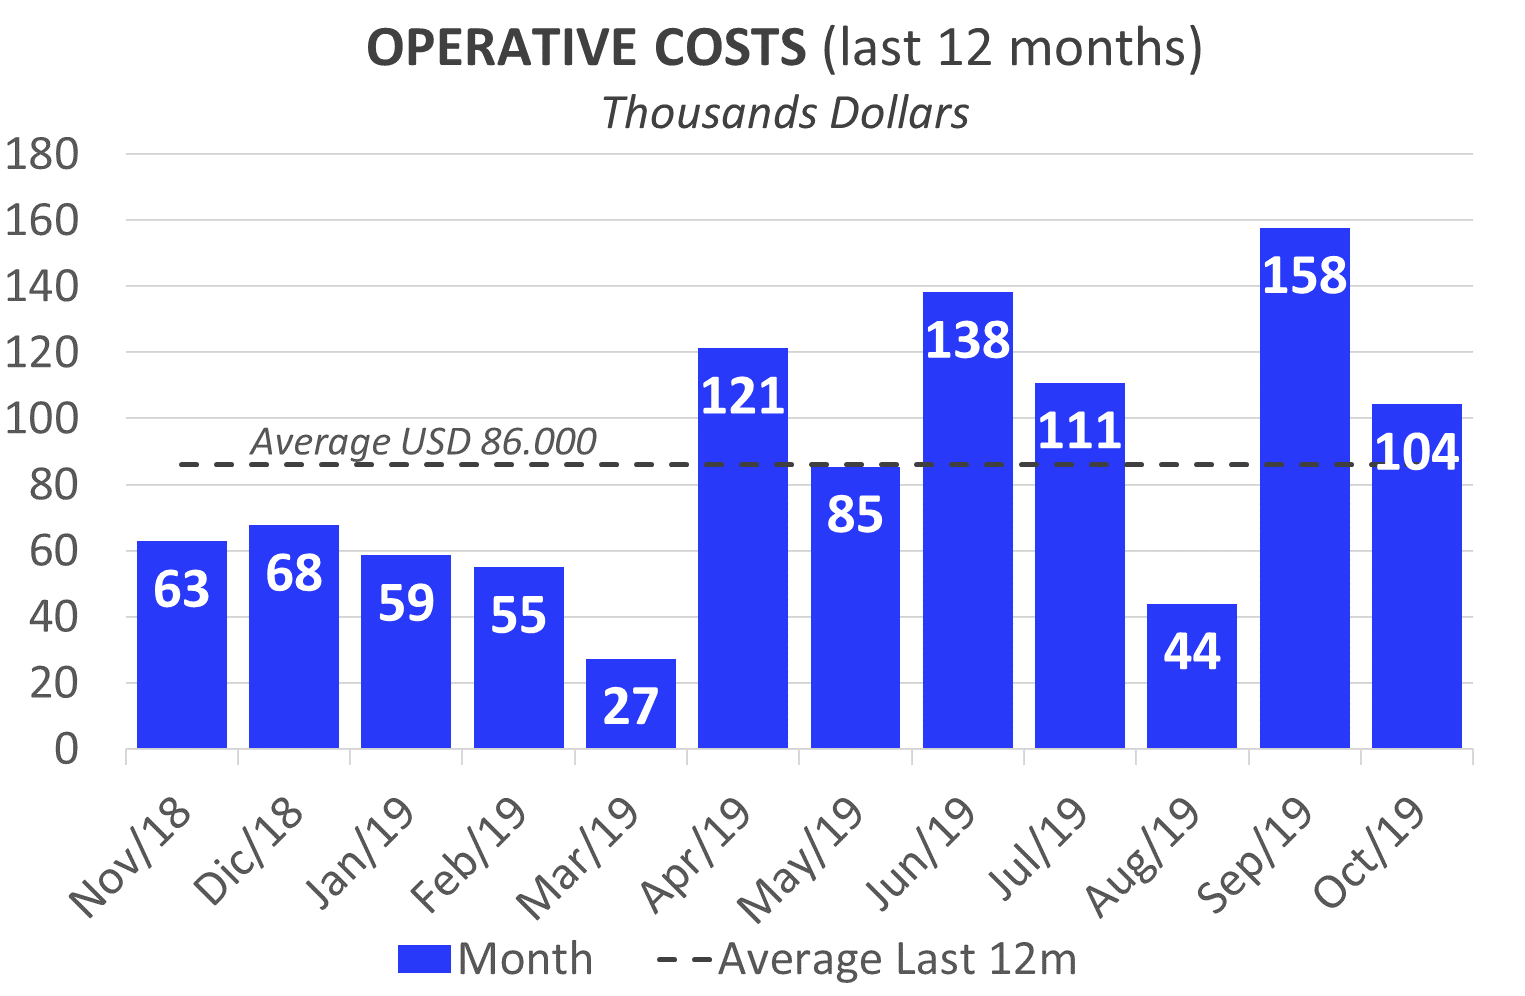 OPERATIVE COSTS (last 12 months)
Thousands Dollars
180
160
140
120
100
80
60
40
20
0
Average USD 86.000
63
68
59
55
27
121
85
138
111
44
158
104
Nov/18
Dic/18
Jan/19
Feb/19
Mar/19
Apr/19
May/19
Jun/19
Jul/19
Aug/19
Sep/19
Oct/19
Month
Average Last 12m